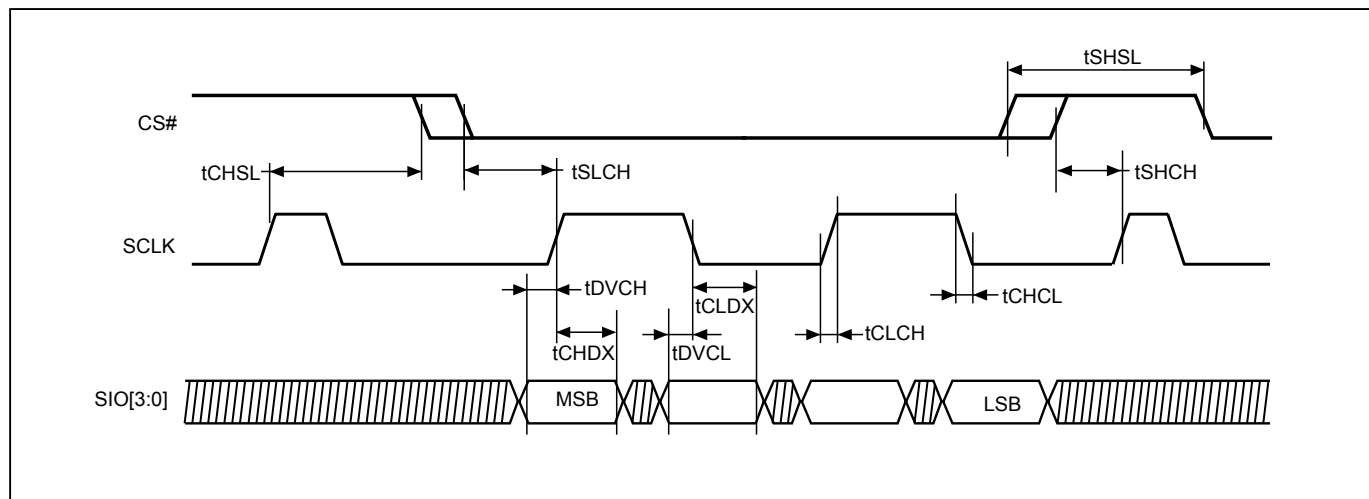 tSHSL
CS#
tCHSL
tSLCH
tSHCH
SCLK
tDVCH
tCLDX
tCHCL
tCHDX
tDVCL
tCLCH
SIO[3:0]
MSB
LSB